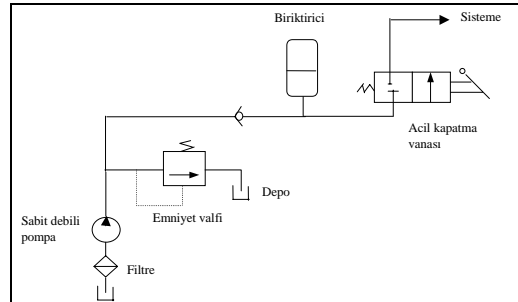 Biriktirici
Sisteme
Acil kapatma
vanası
Depo
Sabit debili
pompa
Emniyet valfi
Filtre